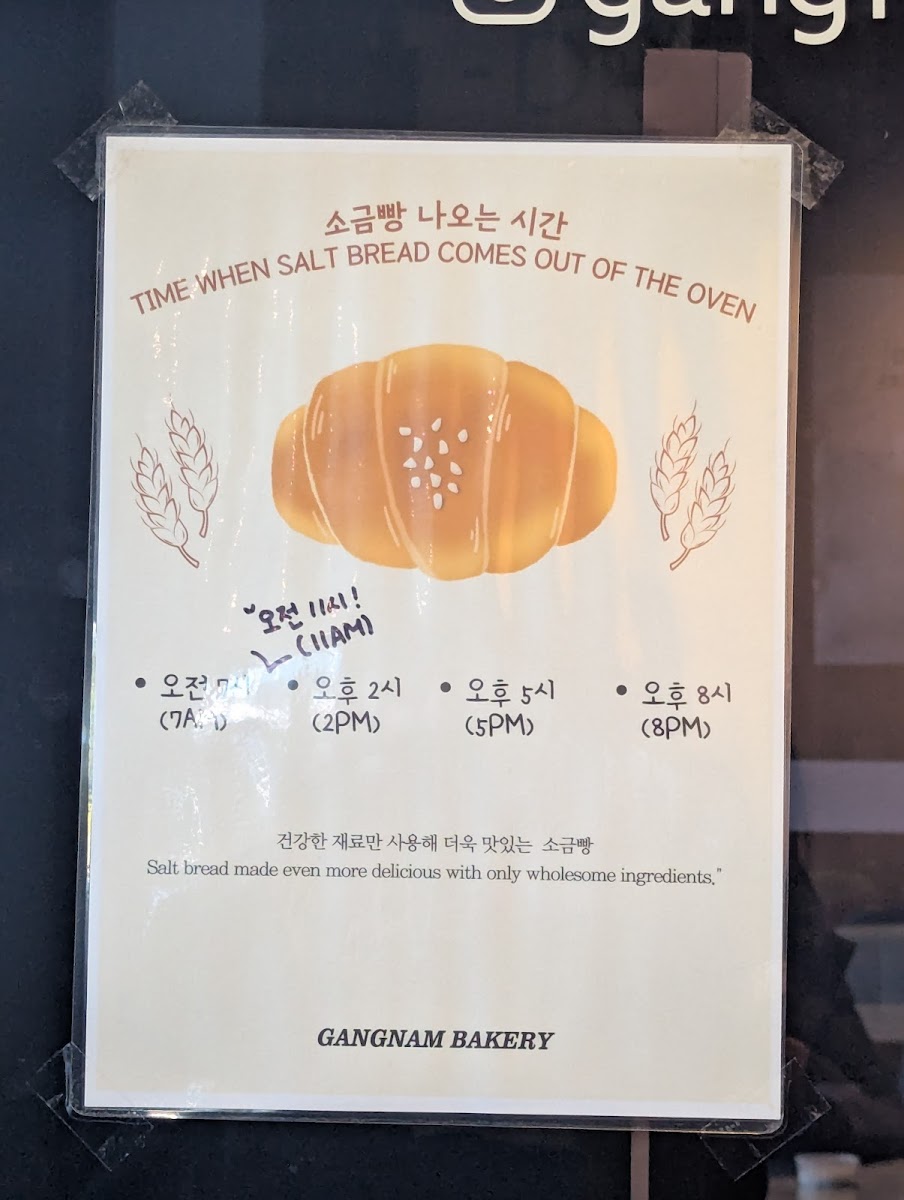 소금빵 나오는 시간
TIME WHEN SALT BREAD COMES OUT OF THE OVEN
오전 11시!
(11AM)
• 오전 7시 • 오후 2시 • 오후 5시 • 오후 8시
(7AM) (2PM) (5PM) (8PM)
건강한 재료만 사용해 더욱 맛있는 소금빵
Salt bread made even more delicious with only wholesome ingredients."
GANGNAM BAKERY